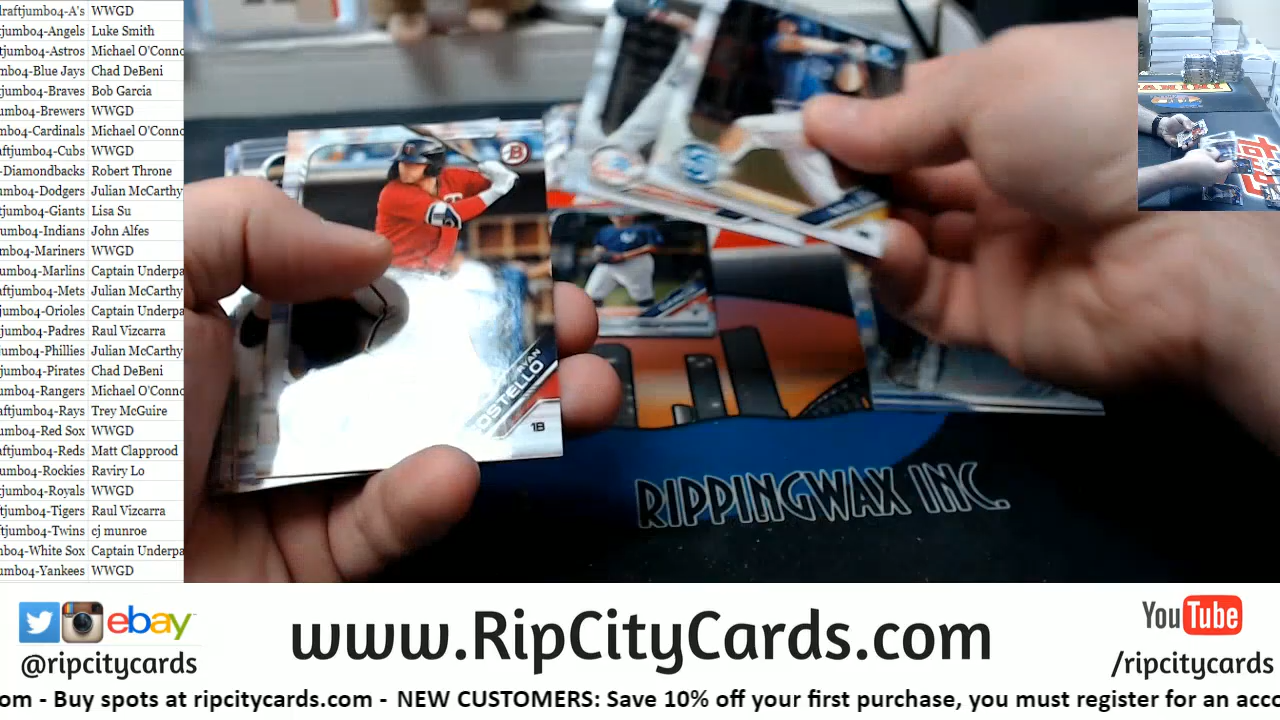 draftjumbo4-A's WWGD
tjumbo4-Angels Luke Smith
tjumbo4-Astros Michael O'Conno
mbo4-Blue Jays Chad DeBeni
jumbo4-Braves Bob Garcia
umbo4-Brewers WWGD
mbo4-Cardinals Michael O'Conno
aftjumbo4-Cubs WWGD
-Diamondbacks Robert Throne
umbo4-Dodgers Julian McCarthy
tjumbo4-Giants Lisa Su
jumbo4-Indians John Alfes
mbo4-Mariners WWGD
umbo4-Marlins Captain Underpa
aftjumbo4-Mets Julian McCarthy
tjumbo4-Orioles Captain Underpa
tjumbo4-Padres Raul Vizcarra
jumbo4-Phillies Julian McCarthy
tjumbo4-Pirates Chad DeBeni
umbo4-Rangers Michael O'Conno
aftjumbo4-Rays Trey McGuire
umbo4-Red Sox WWGD
aftjumbo4-Reds Matt Clapprood
umbo4-Rockies Raviry Lo
jumbo4-Royals WWGD
ftjumbo4-Tigers Raul Vizcarra
ftjumbo4-Twins cj munroe
mbo4-White Sox Captain Underpa
umbo4-Yankees WWGD
B
OSTELLO
1B
RIPPINGWAX INC.
ebay
@ripcitycards
www.RipCityCards.com
YouTube
/ripcitycards
om - Buy spots at ripcitycards.com - NEW CUSTOMERS: Save 10% off your first purchase, you must register for an acco